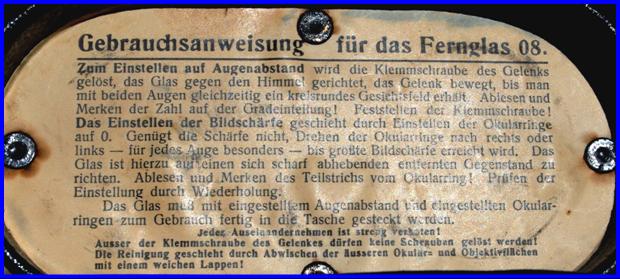 Gebrauchsanweisung für das Fernglas 08.
Zum Einstellen auf Augenabstand wird die Klemmschraube des Gelenks
gelöst, das Glas gegen den Himmel gerichtet, das Gelenk bewegt, bis man
mit beiden Augen gleichzeitig ein kreisrundes Gesichtsfeld erhält. Ablesen und
Merken der Zahl auf der Gradeinteilung! Feststellen der Klemmschraube!
Das Einstellen der Bildschärfe geschieht durch Einstellen der Okularringe
auf 0. Genügt die Schärfe nicht, Drehen der Okularringe nach rechts oder
links — für jedes Auge besonders — bis größte Bildschärfe erreicht wird. Das
Glas ist hierzu auf einen sich scharf abhebenden entfernten Gegenstand zu
richten. Ablesen und Merken des Teilstrichs vom Okularring! Prüfen der
Einstellung durch Wiederholung.
Das Glas muß mit eingestelltem Augenabstand und eingestellten Okular-
ringen zum Gebrauch fertig in die Tasche gesteckt werden.
Jedes Auseinandernehmen ist streng verboten!
Ausser der Klemmschraube des Gelenkes dürfen keine Schrauben gelöst werden!
Die Reinigung geschieht durch Abwischen der äusseren Okular- und Objektivflächen
mit einem weichen Lappen!